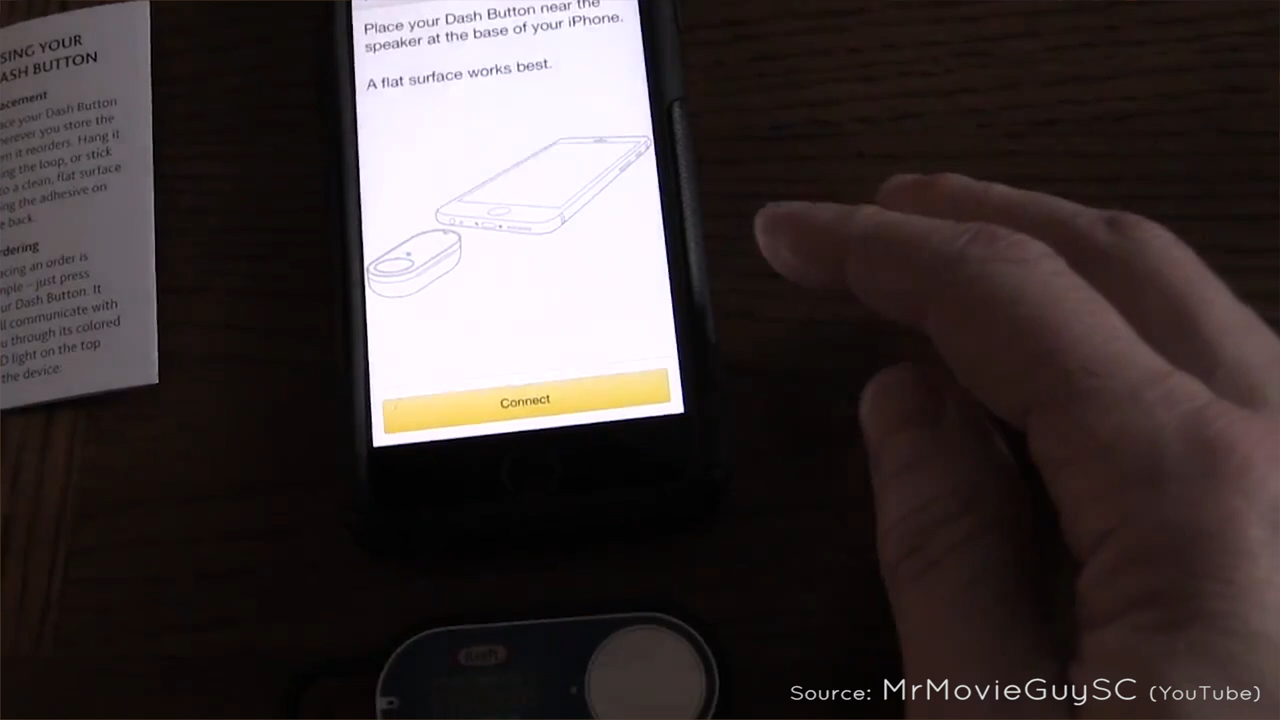 SING YOUR
ASH BUTTON
acement
ace your Dash Button
herever you store the
m it reorders. Hang it
ing the loop, or stick
to a clean, flat surface
ing the adhesive on
e back.
rdering
acing an order is
mple – just press
ur Dash Button. It
ll communicate with
u through its colored
D light on the top
the device:
Place your Dash Button near the
speaker at the base of your iPhone.
A flat surface works best.
Connect
Source: MrMovieGuySC (YouTube)